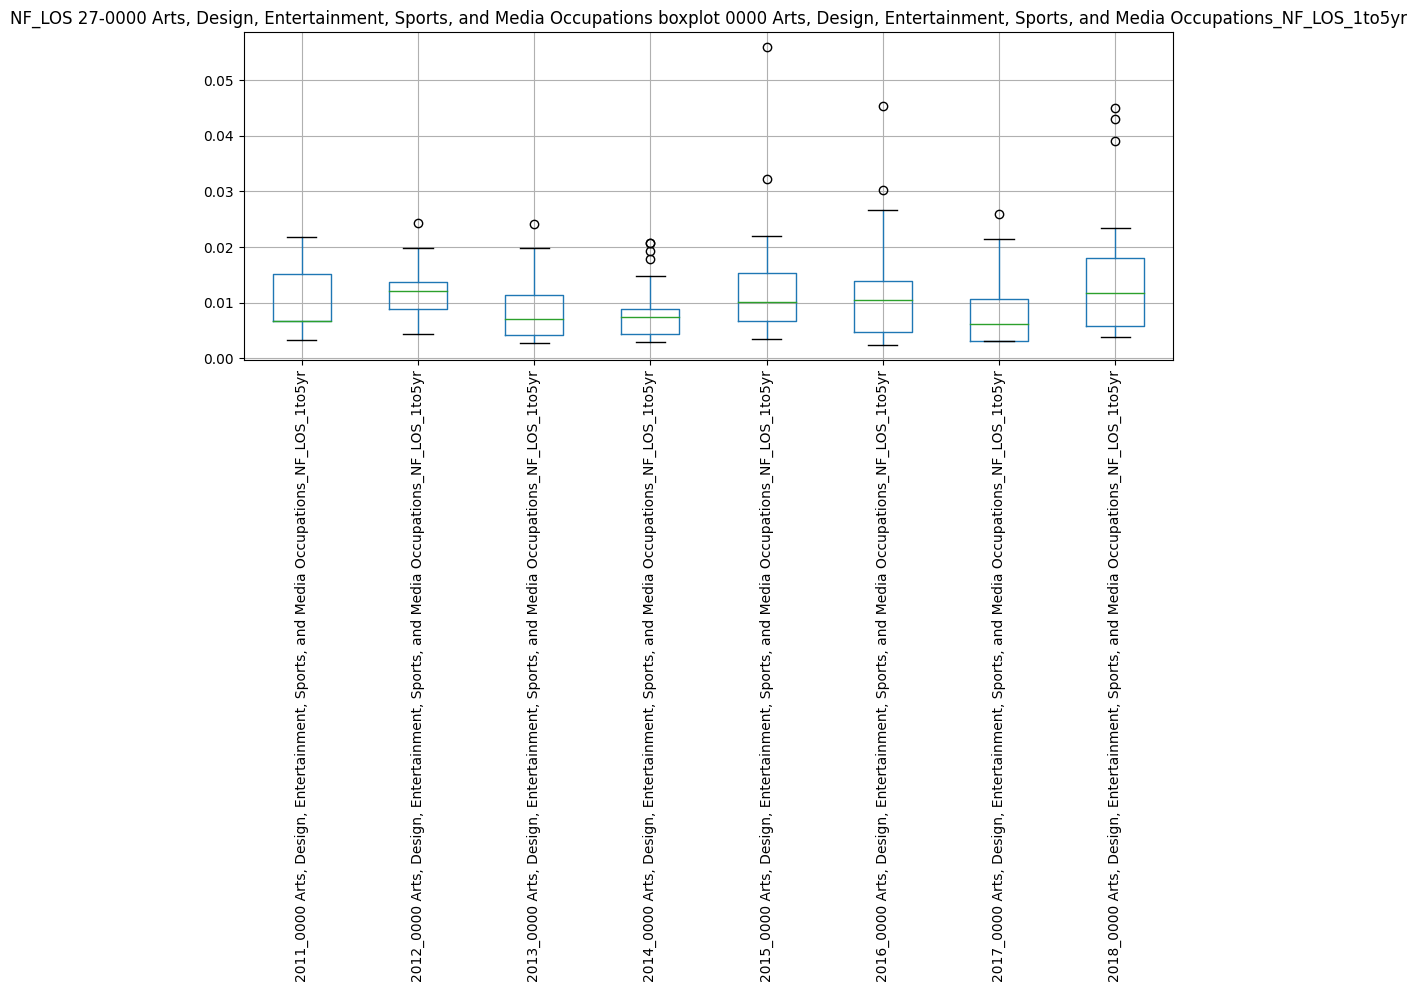 NF_LOS 27-0000 Arts, Design, Entertainment, Sports, and Media Occupations boxplot 0000 Arts, Design, Entertainment, Sports, and Media Occupations_NF_LOS_1to5yr
0.05
0.04
0.03
0.02
0.01
0.00
2011_0000 Arts, Design, Entertainment, Sports, and Media Occupations_NF_LOS_1to5yr
2012_0000 Arts, Design, Entertainment, Sports, and Media Occupations_NF_LOS_1to5yr
2013_0000 Arts, Design, Entertainment, Sports, and Media Occupations_NF_LOS_1to5yr
2014_0000 Arts, Design, Entertainment, Sports, and Media Occupations_NF_LOS_1to5yr
2015_0000 Arts, Design, Entertainment, Sports, and Media Occupations_NF_LOS_1to5yr
2016_0000 Arts, Design, Entertainment, Sports, and Media Occupations_NF_LOS_1to5yr
2017_0000 Arts, Design, Entertainment, Sports, and Media Occupations_NF_LOS_1to5yr
2018_0000 Arts, Design, Entertainment, Sports, and Media Occupations_NF_LOS_1to5yr